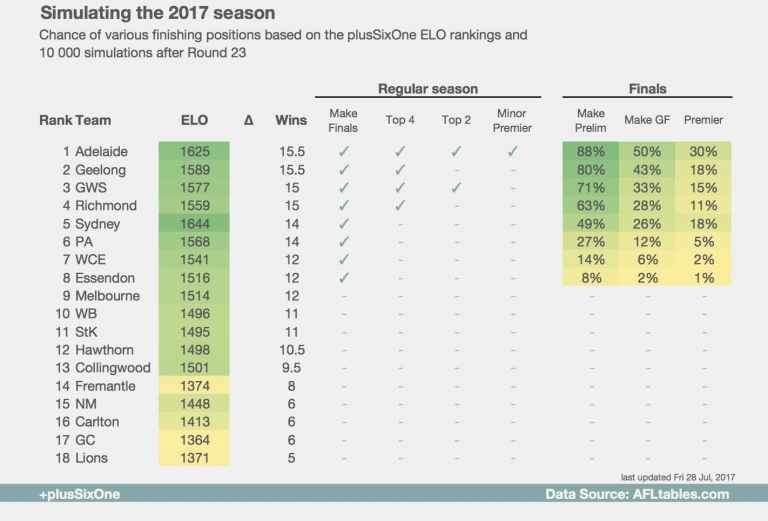 Simulating the 2017 season
Chance of various finishing positions based on the plusSixOne ELO rankings and
10 000 simulations after Round 23
Regular season Finals
Rank Team ELO Δ Wins Make Finals Top 4 Top 2 Minor Premier Make Prelim Make GF Premier
1 Adelaide 1625 15.5 ✓ ✓ ✓ ✓ 88% 50% 30%
2 Geelong 1589 15.5 ✓ ✓ - - 80% 43% 18%
3 GWS 1577 15 ✓ ✓ ✓ - 71% 33% 15%
4 Richmond 1559 15 ✓ ✓ - - 63% 28% 11%
5 Sydney 1644 14 ✓ - - - 49% 26% 18%
6 PA 1568 14 ✓ - - - 27% 12% 5%
7 WCE 1541 12 ✓ - - - 14% 6% 2%
8 Essendon 1516 12 ✓ - - - 8% 2% 1%
9 Melbourne 1514 12 - - - - - - -
10 WB 1496 11 - - - - - - -
11 StK 1495 11 - - - - - - -
12 Hawthorn 1498 10.5 - - - - - - -
13 Collingwood 1501 9.5 - - - - - - -
14 Fremantle 1374 8 - - - - - - -
15 NM 1448 6 - - - - - - -
16 Carlton 1413 6 - - - - - - -
17 GC 1364 6 - - - - - - -
18 Lions 1371 5 - - - - - - -
last updated Fri 28 Jul, 2017
+plusSixOne Data Source: AFLtables.com